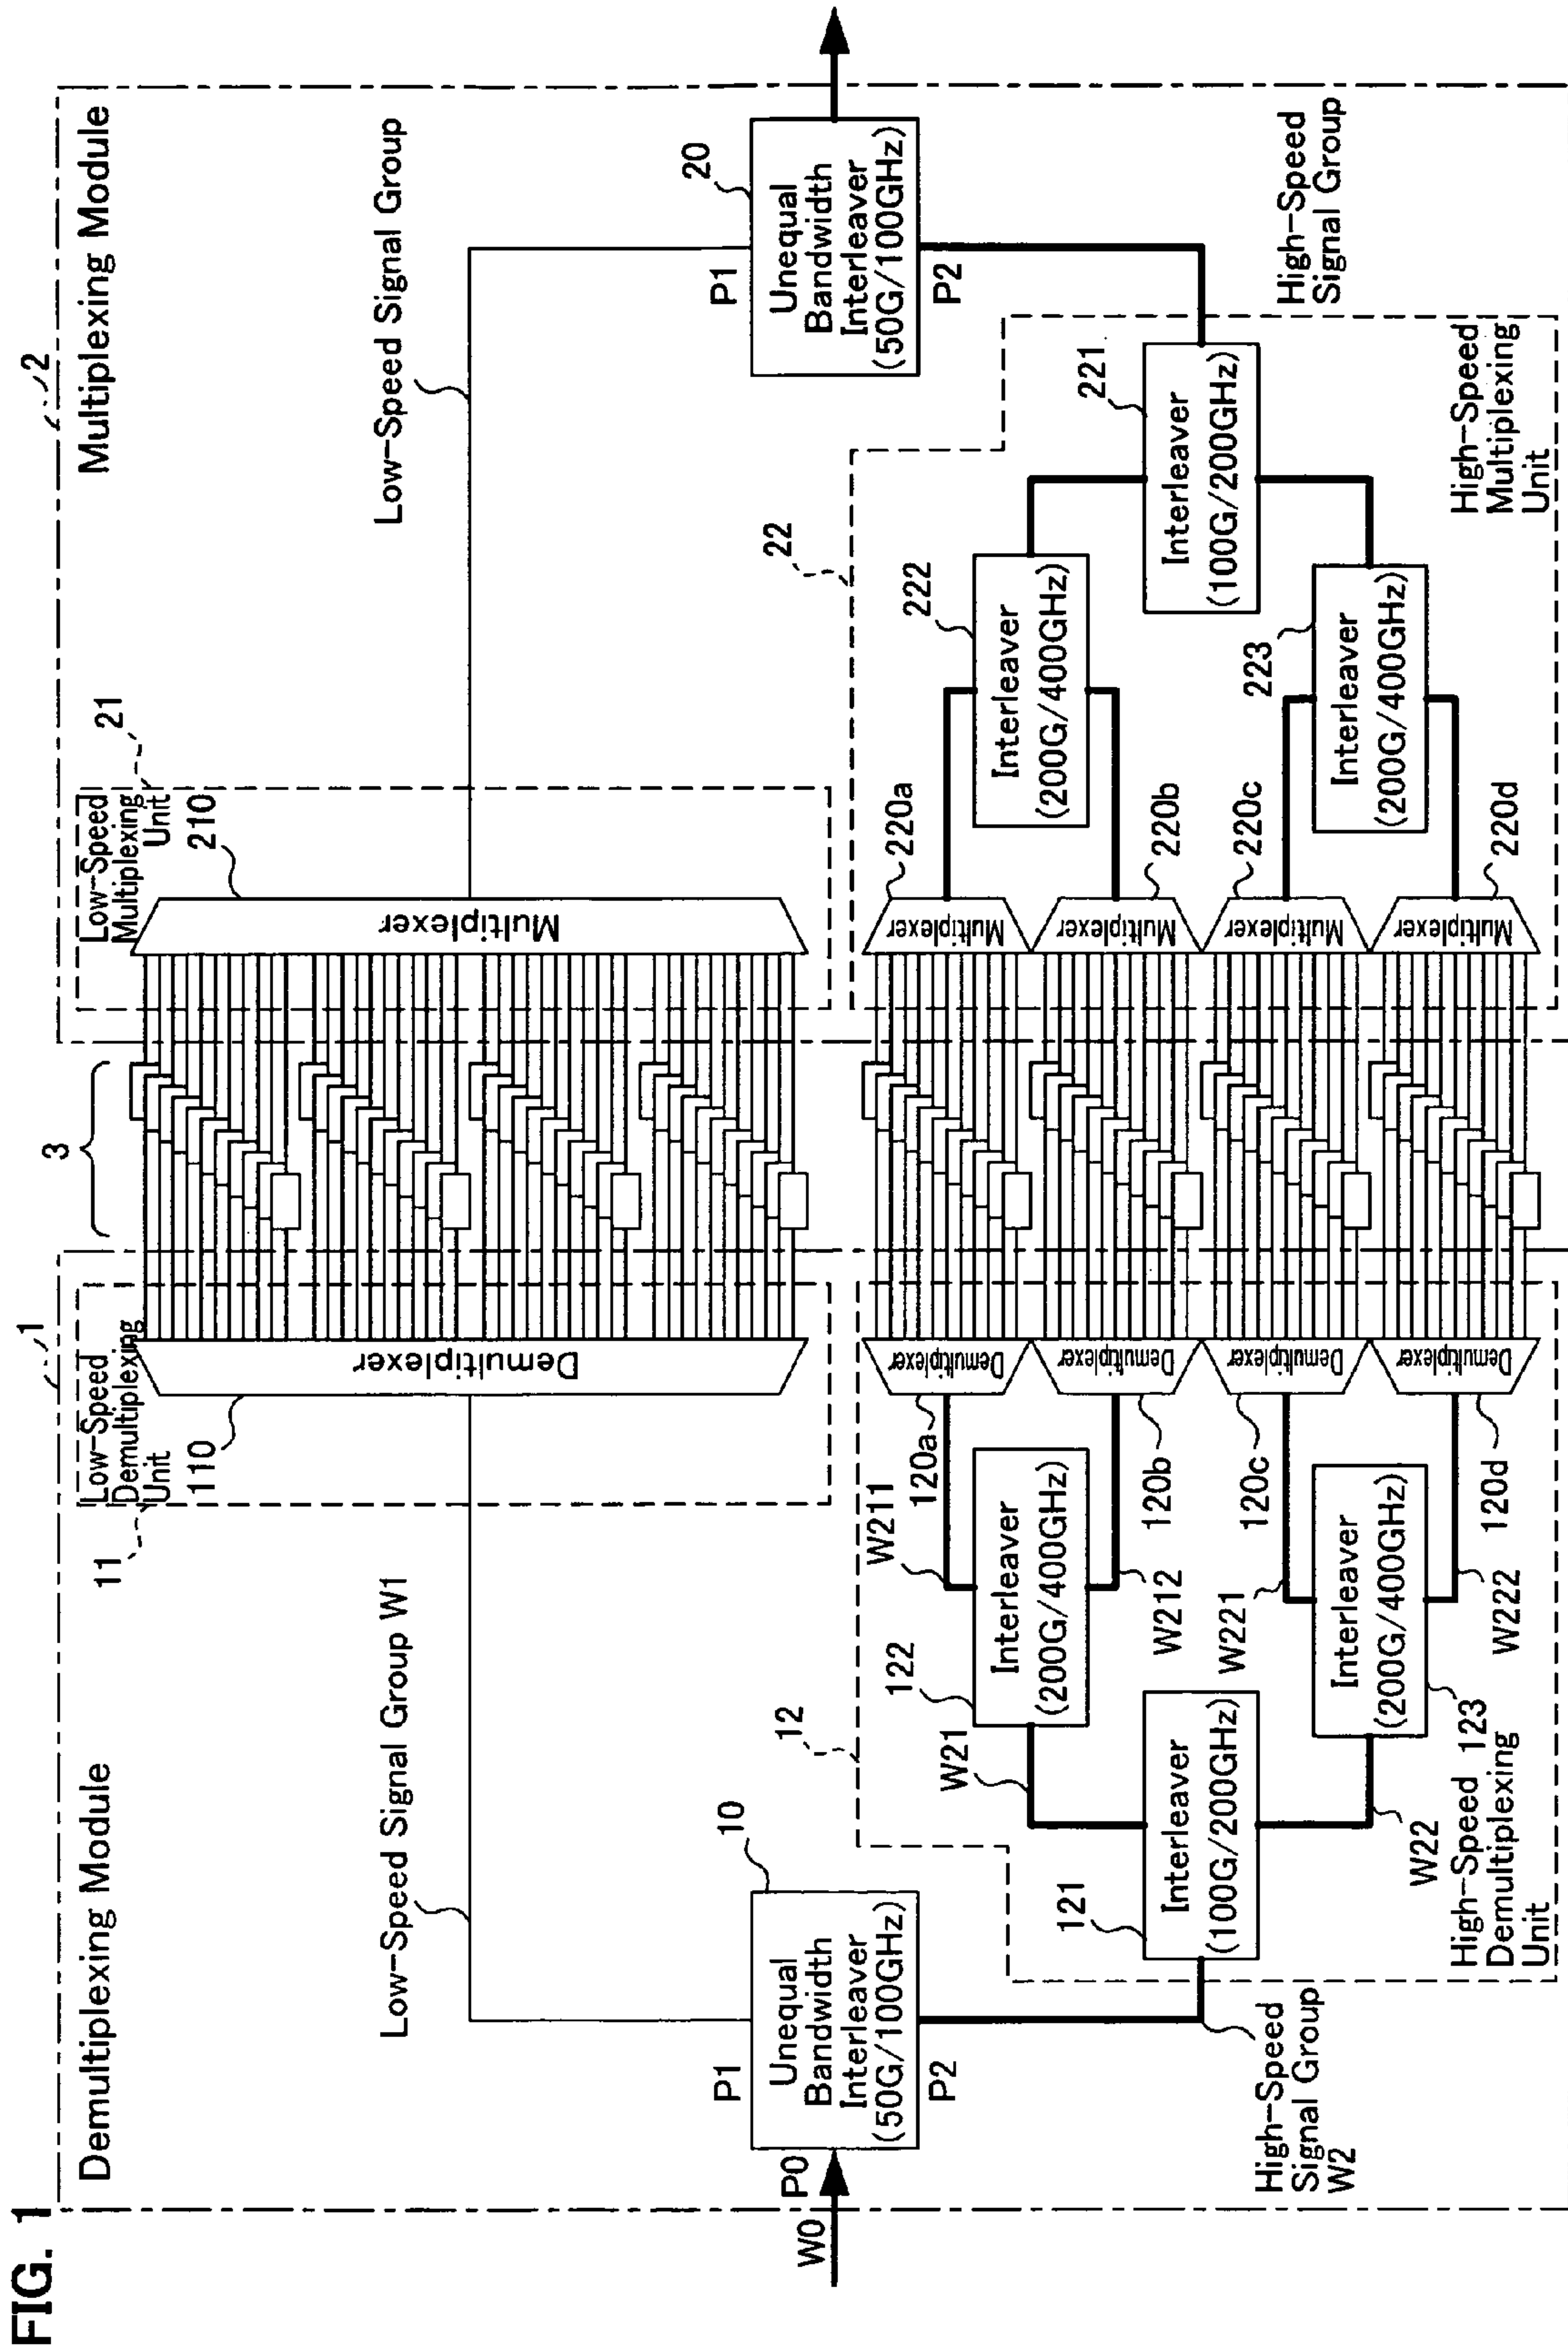 FIG. 1
Demultiplexing Module
1
Low-Speed
Demultiplexing
Unit
11
110
Demultiplexer
Low-Speed Signal Group W1
W0
P0
P1
P2
10
Unequal
Bandwidth
Interleaver
(50G/100GHz)
High-Speed
Signal Group
W2
12
121
Interleaver
(100G/200GHz)
W21
W22
122
Interleaver
(200G/400GHz)
Interleaver
(200G/400GHz)
123
High-Speed
Demultiplexing
Unit
W211
W212
W221
W222
120a
120b
120c
120d
Demultiplexer
Demultiplexer
Demultiplexer
Demultiplexer
3
2
Multiplexing Module
Low-Speed
Multiplexing
Unit
21
210
Multiplexer
Low-Speed Signal Group
Multiplexer
Multiplexer
Multiplexer
Multiplexer
220a
220b
220c
220d
22
222
Interleaver
(200G/400GHz)
223
Interleaver
(200G/400GHz)
221
Interleaver
(100G/200GHz)
High-Speed
Multiplexing
Unit
High-Speed
Signal Group
P1
P2
20
Unequal
Bandwidth
Interleaver
(50G/100GHz)